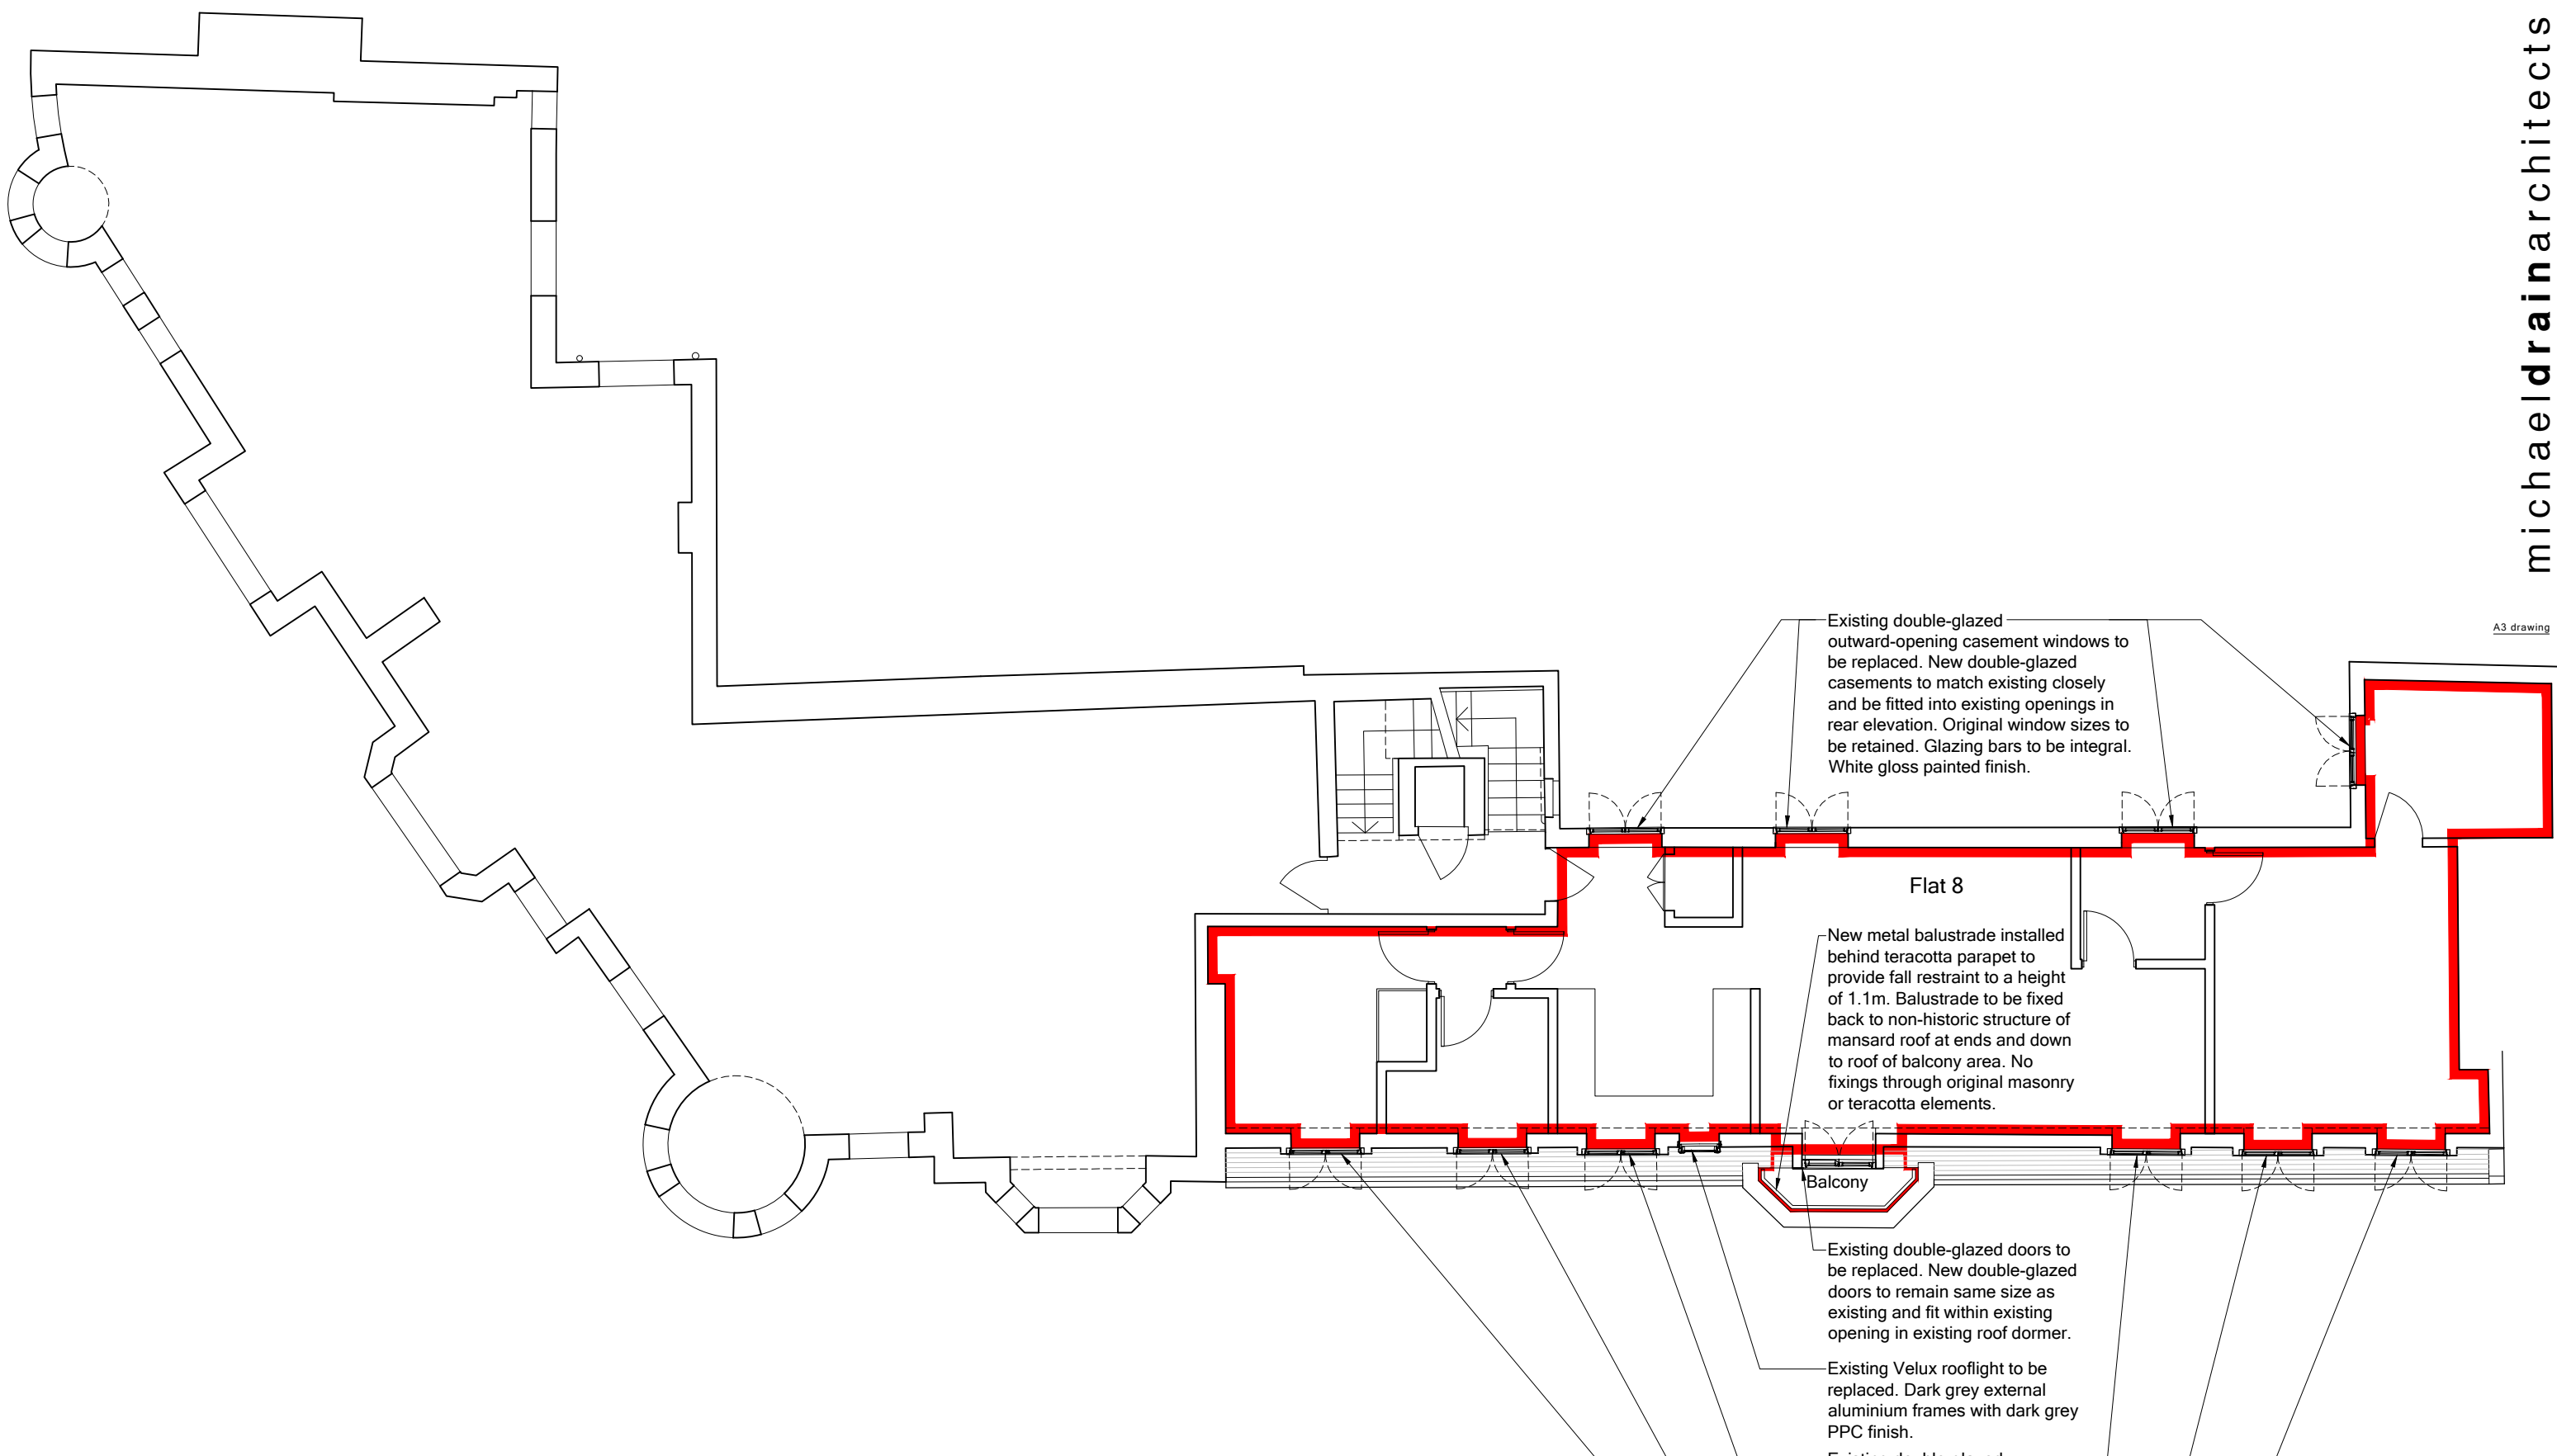 michaeldrainarchitects
A3 drawing
Existing double-glazed
outward-opening casement windows to
be replaced. New double-glazed
casements to match existing closely
and be fitted into existing openings in
rear elevation. Original window sizes to
be retained. Glazing bars to be integral.
White gloss painted finish.
Flat 8
New metal balustrade installed
behind teracotta parapet to
provide fall restraint to a height
of 1.1m. Balustrade to be fixed
back to non-historic structure of
mansard roof at ends and down
to roof of balcony area. No
fixings through original masonry
or teracotta elements.
Balcony
Existing double-glazed doors to
be replaced. New double-glazed
doors to remain same size as
existing and fit within existing
opening in existing roof dormer.
Existing Velux rooflight to be
replaced. Dark grey external
aluminium frames with dark grey
PPC finish.